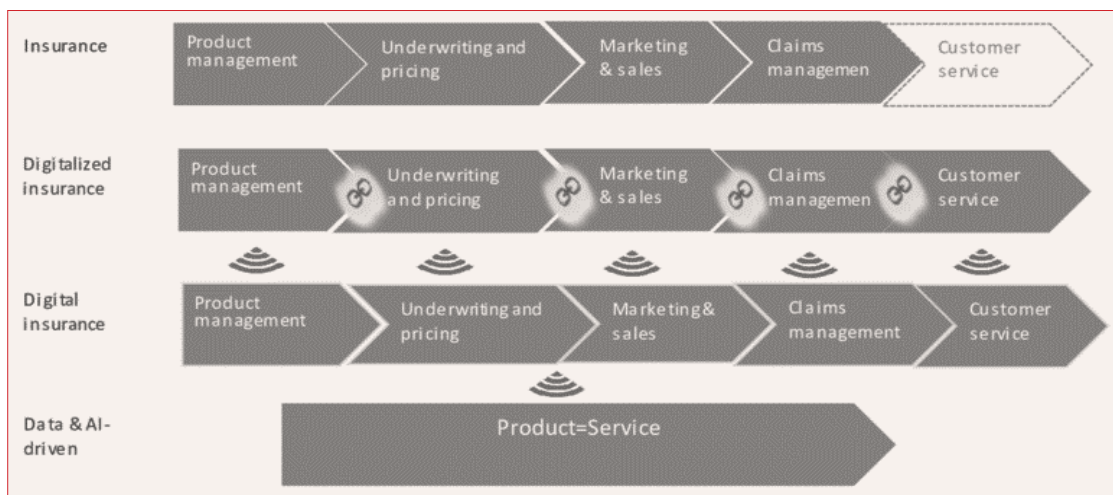 Insurance
Product
management
Underwriting and
pricing
Marketing
& sales
Claims
managemen
Customer
service
Digitalized
insurance
Product
management
Underwriting
and pricing
Marketing
& sales
Claims
managemen
Customer
service
Digital
insurance
Product
management
Underwriting and
pricing
Marketing &
sales
Claims
management
Customer
service
Data & AI-
driven
Product=Service